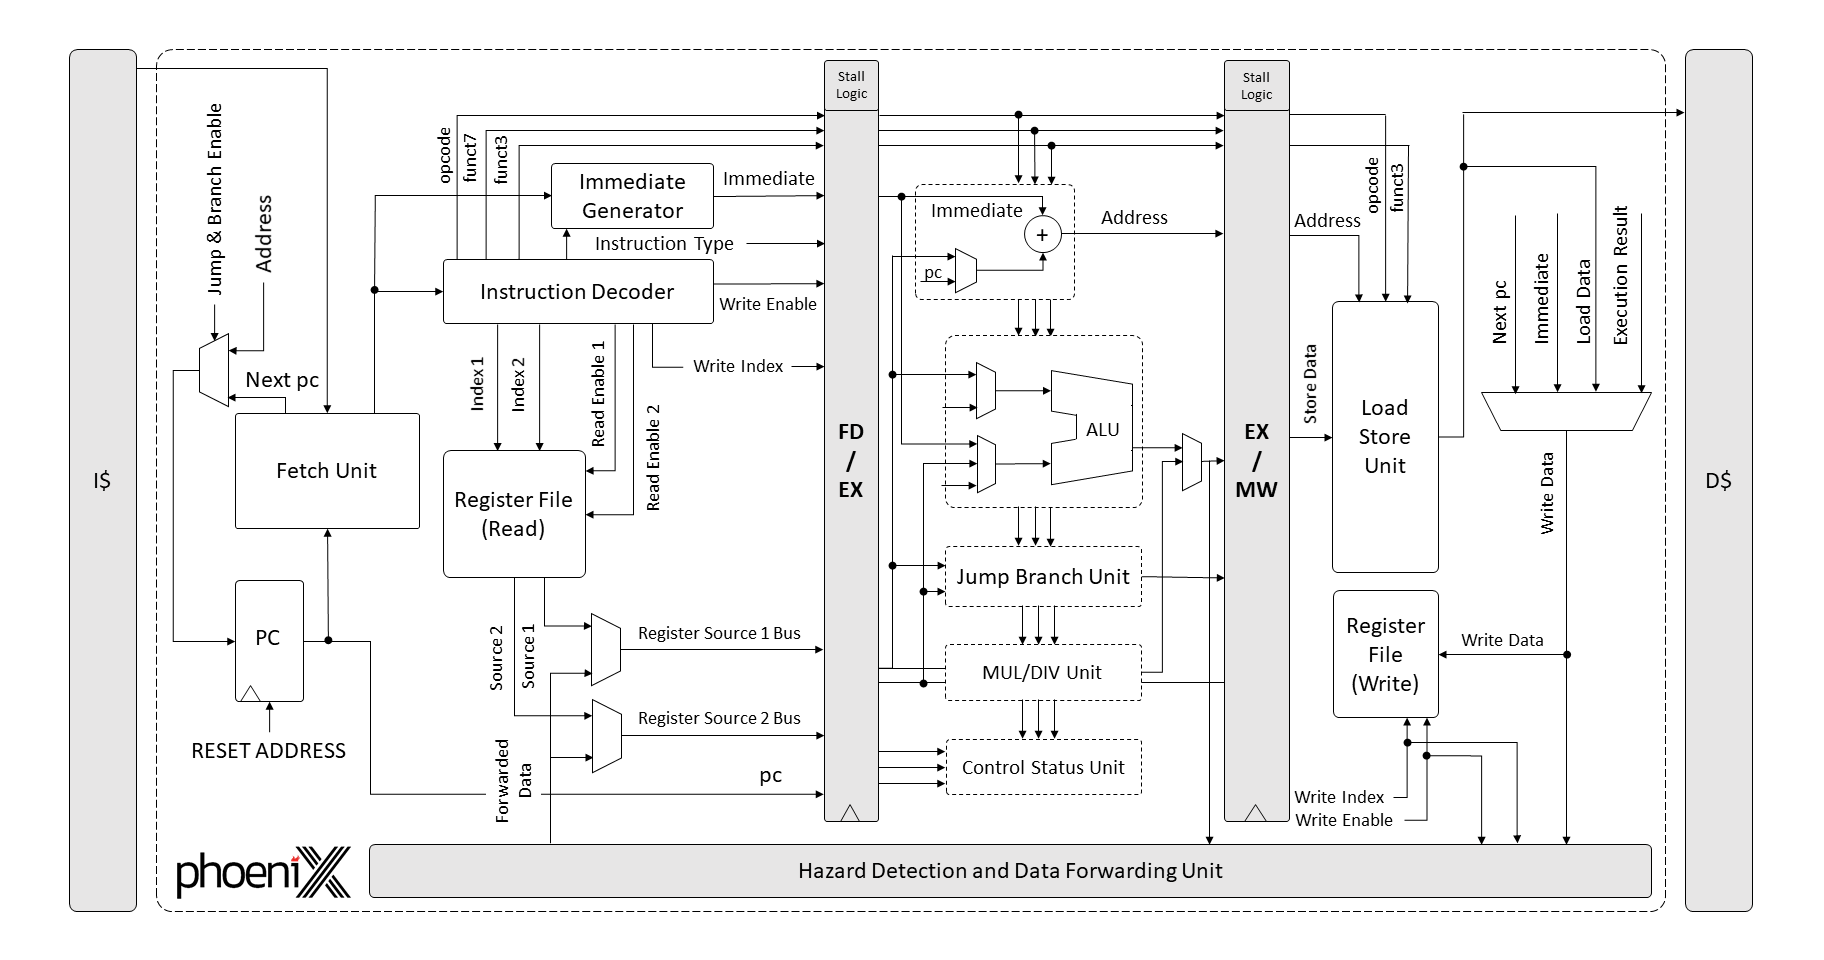 I$
Jump & Branch Enable
Address
Next pc
Fetch Unit
PC
RESET ADDRESS
opcode
funct7
funct3
Immediate
Generator
Immediate
Instruction Type
Instruction Decoder
Write Enable
Index 1
Index 2
Read Enable 1
Read Enable 2
Write Index
Register File
(Read)
Source 2
Source 1
Register Source 1 Bus
Register Source 2 Bus
Forwarded
Data
pc
Stall
Logic
FD
/
EX
Immediate
pc
+
Address
ALU
Jump Branch Unit
MUL/DIV Unit
Control Status Unit
Stall
Logic
EX
/
MW
Address
opcode
funct3
Store Data
Load
Store
Unit
Next pc
Immediate
Load Data
Execution Result
Write Data
Register
File
(Write)
Write Data
Write Index
Write Enable
D$
phoeniX
Hazard Detection and Data Forwarding Unit